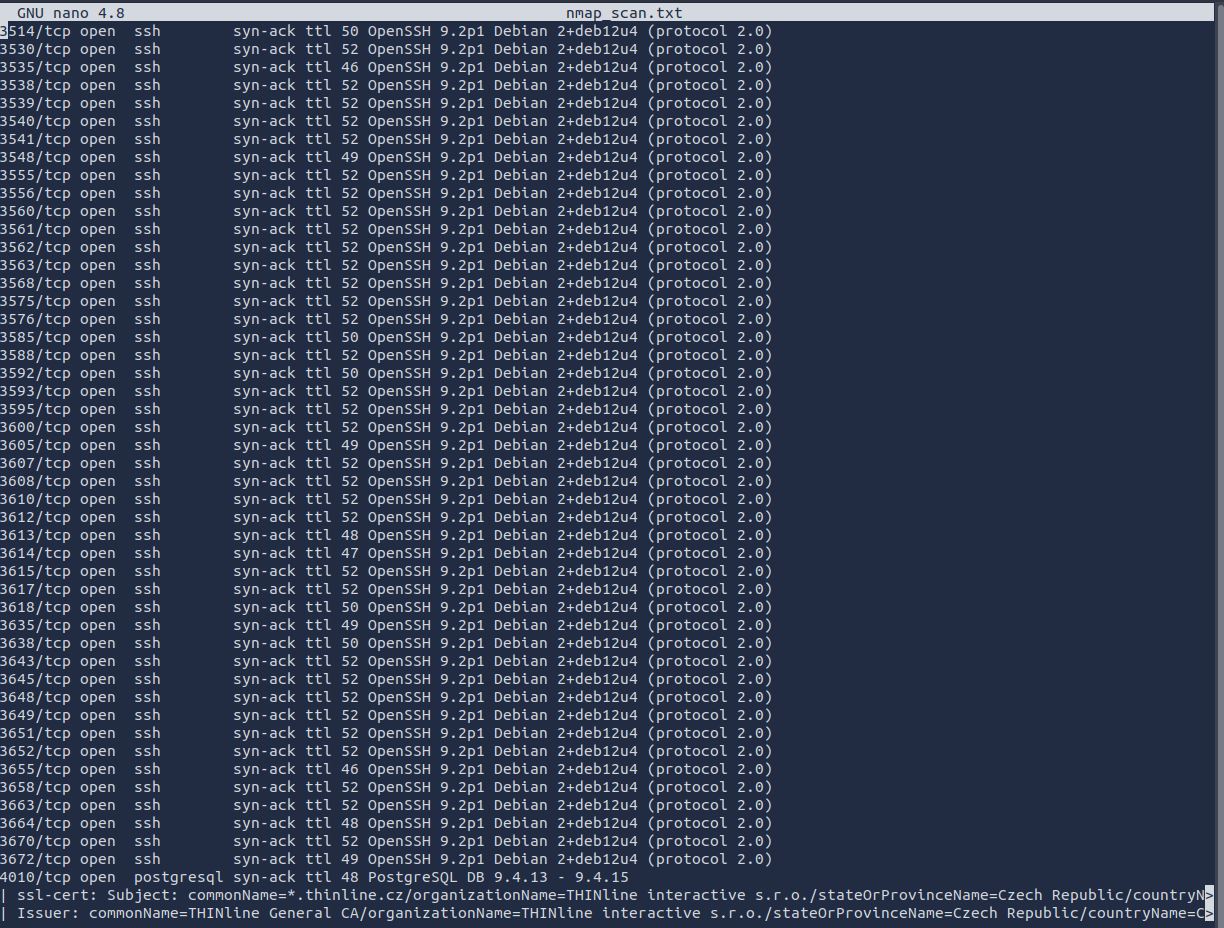 GNU nano 4.8 nmap_scan.txt
3514/tcp open ssh syn-ack ttl 50 OpenSSH 9.2p1 Debian 2+deb12u4 (protocol 2.0)
3530/tcp open ssh syn-ack ttl 52 OpenSSH 9.2p1 Debian 2+deb12u4 (protocol 2.0)
3535/tcp open ssh syn-ack ttl 46 OpenSSH 9.2p1 Debian 2+deb12u4 (protocol 2.0)
3538/tcp open ssh syn-ack ttl 52 OpenSSH 9.2p1 Debian 2+deb12u4 (protocol 2.0)
3539/tcp open ssh syn-ack ttl 52 OpenSSH 9.2p1 Debian 2+deb12u4 (protocol 2.0)
3540/tcp open ssh syn-ack ttl 52 OpenSSH 9.2p1 Debian 2+deb12u4 (protocol 2.0)
3541/tcp open ssh syn-ack ttl 52 OpenSSH 9.2p1 Debian 2+deb12u4 (protocol 2.0)
3548/tcp open ssh syn-ack ttl 49 OpenSSH 9.2p1 Debian 2+deb12u4 (protocol 2.0)
3555/tcp open ssh syn-ack ttl 52 OpenSSH 9.2p1 Debian 2+deb12u4 (protocol 2.0)
3556/tcp open ssh syn-ack ttl 52 OpenSSH 9.2p1 Debian 2+deb12u4 (protocol 2.0)
3560/tcp open ssh syn-ack ttl 52 OpenSSH 9.2p1 Debian 2+deb12u4 (protocol 2.0)
3561/tcp open ssh syn-ack ttl 52 OpenSSH 9.2p1 Debian 2+deb12u4 (protocol 2.0)
3562/tcp open ssh syn-ack ttl 52 OpenSSH 9.2p1 Debian 2+deb12u4 (protocol 2.0)
3563/tcp open ssh syn-ack ttl 52 OpenSSH 9.2p1 Debian 2+deb12u4 (protocol 2.0)
3568/tcp open ssh syn-ack ttl 52 OpenSSH 9.2p1 Debian 2+deb12u4 (protocol 2.0)
3575/tcp open ssh syn-ack ttl 52 OpenSSH 9.2p1 Debian 2+deb12u4 (protocol 2.0)
3576/tcp open ssh syn-ack ttl 52 OpenSSH 9.2p1 Debian 2+deb12u4 (protocol 2.0)
3585/tcp open ssh syn-ack ttl 50 OpenSSH 9.2p1 Debian 2+deb12u4 (protocol 2.0)
3588/tcp open ssh syn-ack ttl 52 OpenSSH 9.2p1 Debian 2+deb12u4 (protocol 2.0)
3592/tcp open ssh syn-ack ttl 50 OpenSSH 9.2p1 Debian 2+deb12u4 (protocol 2.0)
3593/tcp open ssh syn-ack ttl 52 OpenSSH 9.2p1 Debian 2+deb12u4 (protocol 2.0)
3595/tcp open ssh syn-ack ttl 52 OpenSSH 9.2p1 Debian 2+deb12u4 (protocol 2.0)
3600/tcp open ssh syn-ack ttl 52 OpenSSH 9.2p1 Debian 2+deb12u4 (protocol 2.0)
3605/tcp open ssh syn-ack ttl 49 OpenSSH 9.2p1 Debian 2+deb12u4 (protocol 2.0)
3607/tcp open ssh syn-ack ttl 52 OpenSSH 9.2p1 Debian 2+deb12u4 (protocol 2.0)
3608/tcp open ssh syn-ack ttl 52 OpenSSH 9.2p1 Debian 2+deb12u4 (protocol 2.0)
3610/tcp open ssh syn-ack ttl 52 OpenSSH 9.2p1 Debian 2+deb12u4 (protocol 2.0)
3612/tcp open ssh syn-ack ttl 52 OpenSSH 9.2p1 Debian 2+deb12u4 (protocol 2.0)
3613/tcp open ssh syn-ack ttl 48 OpenSSH 9.2p1 Debian 2+deb12u4 (protocol 2.0)
3614/tcp open ssh syn-ack ttl 47 OpenSSH 9.2p1 Debian 2+deb12u4 (protocol 2.0)
3615/tcp open ssh syn-ack ttl 52 OpenSSH 9.2p1 Debian 2+deb12u4 (protocol 2.0)
3617/tcp open ssh syn-ack ttl 52 OpenSSH 9.2p1 Debian 2+deb12u4 (protocol 2.0)
3618/tcp open ssh syn-ack ttl 50 OpenSSH 9.2p1 Debian 2+deb12u4 (protocol 2.0)
3635/tcp open ssh syn-ack ttl 49 OpenSSH 9.2p1 Debian 2+deb12u4 (protocol 2.0)
3638/tcp open ssh syn-ack ttl 50 OpenSSH 9.2p1 Debian 2+deb12u4 (protocol 2.0)
3643/tcp open ssh syn-ack ttl 52 OpenSSH 9.2p1 Debian 2+deb12u4 (protocol 2.0)
3645/tcp open ssh syn-ack ttl 52 OpenSSH 9.2p1 Debian 2+deb12u4 (protocol 2.0)
3648/tcp open ssh syn-ack ttl 52 OpenSSH 9.2p1 Debian 2+deb12u4 (protocol 2.0)
3649/tcp open ssh syn-ack ttl 52 OpenSSH 9.2p1 Debian 2+deb12u4 (protocol 2.0)
3651/tcp open ssh syn-ack ttl 52 OpenSSH 9.2p1 Debian 2+deb12u4 (protocol 2.0)
3652/tcp open ssh syn-ack ttl 52 OpenSSH 9.2p1 Debian 2+deb12u4 (protocol 2.0)
3655/tcp open ssh syn-ack ttl 46 OpenSSH 9.2p1 Debian 2+deb12u4 (protocol 2.0)
3658/tcp open ssh syn-ack ttl 52 OpenSSH 9.2p1 Debian 2+deb12u4 (protocol 2.0)
3663/tcp open ssh syn-ack ttl 52 OpenSSH 9.2p1 Debian 2+deb12u4 (protocol 2.0)
3664/tcp open ssh syn-ack ttl 48 OpenSSH 9.2p1 Debian 2+deb12u4 (protocol 2.0)
3670/tcp open ssh syn-ack ttl 52 OpenSSH 9.2p1 Debian 2+deb12u4 (protocol 2.0)
3672/tcp open ssh syn-ack ttl 49 OpenSSH 9.2p1 Debian 2+deb12u4 (protocol 2.0)
4010/tcp open postgresql syn-ack ttl 48 PostgreSQL DB 9.4.13 - 9.4.15
| ssl-cert: Subject: commonName=*.thinline.cz/organizationName=THINline interactive s.r.o./stateOrProvinceName=Czech Republic/countryN>
| Issuer: commonName=THINline General CA/organizationName=THINline interactive s.r.o./stateOrProvinceName=Czech Republic/countryName=C>